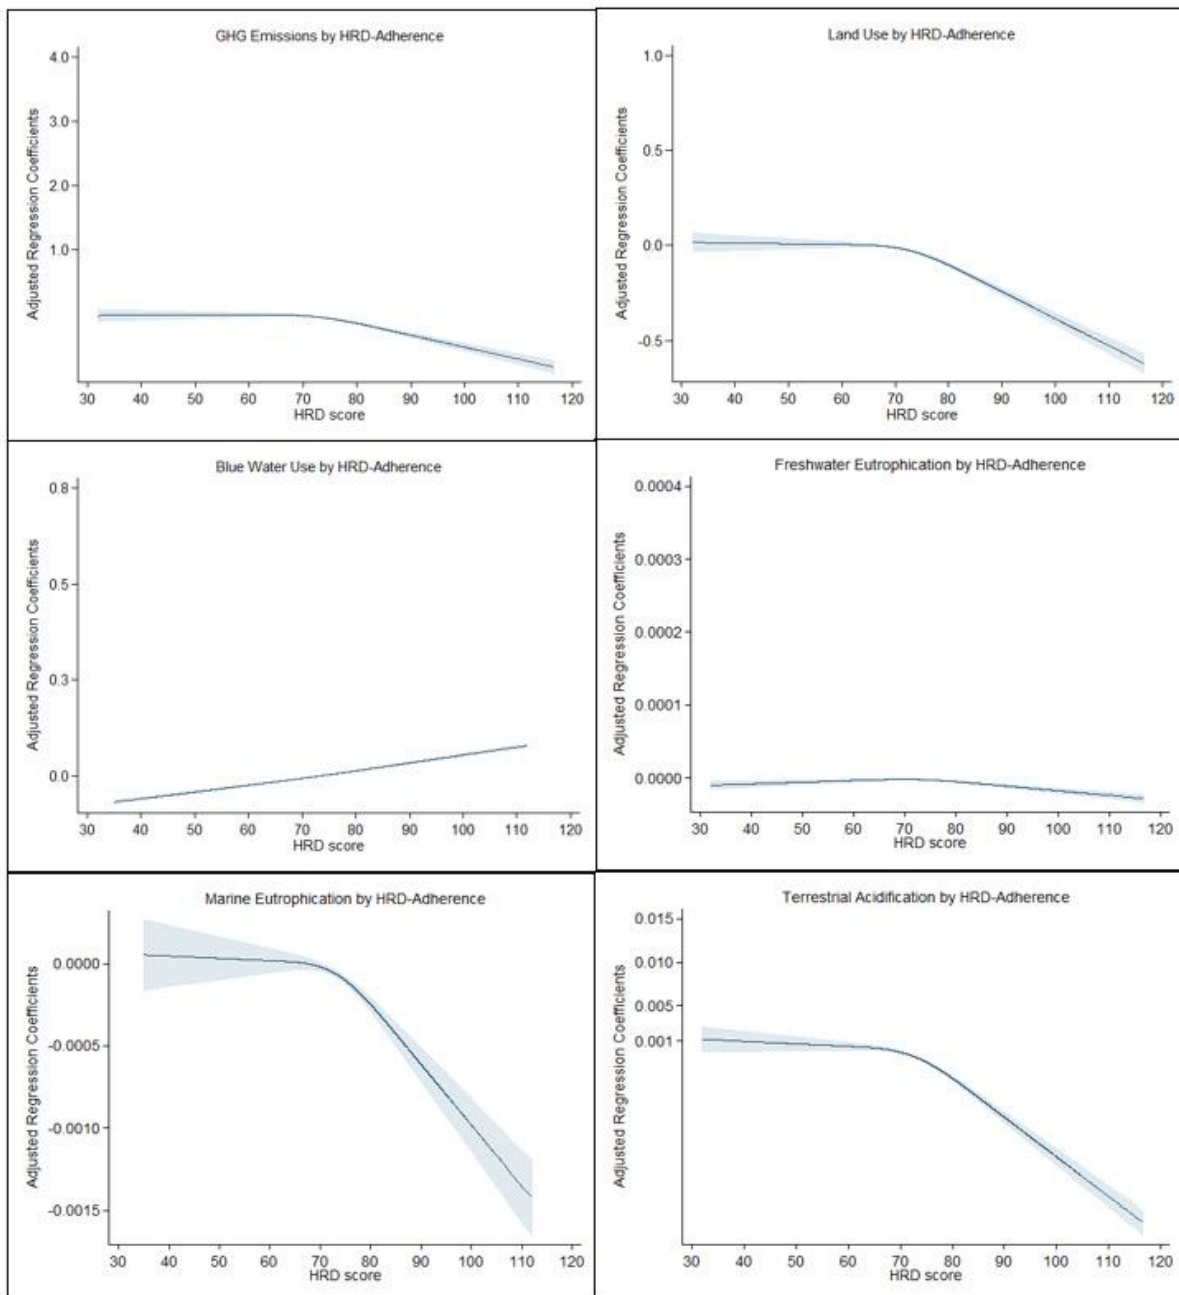 GHG Emissions by HRD-Adherence
Adjusted Regression Coefficients
4.0
3.0
2.0
1.0
30 40 50 60 70 80 90 100 110 120
HRD score
Land Use by HRD-Adherence
Adjusted Regression Coefficients
1.0
0.5
0.0
-0.5
30 40 50 60 70 80 90 100 110 120
HRD score
Blue Water Use by HRD-Adherence
Adjusted Regression Coefficients
0.8
0.5
0.3
0.0
30 40 50 60 70 80 90 100 110 120
HRD score
Freshwater Eutrophication by HRD-Adherence
Adjusted Regression Coefficients
0.0004
0.0003
0.0002
0.0001
0.0000
30 40 50 60 70 80 90 100 110 120
HRD score
Marine Eutrophication by HRD-Adherence
Adjusted Regression Coefficients
0.0000
-0.0005
-0.0010
-0.0015
30 40 50 60 70 80 90 100 110 120
HRD score
Terrestrial Acidification by HRD-Adherence
Adjusted Regression Coefficients
0.015
0.010
0.005
0.001
30 40 50 60 70 80 90 100 110 120
HRD score